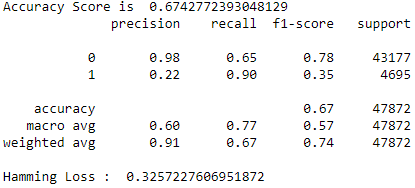 Accuracy Score is 0.6742772393048129
precision recall f1-score support
0 0.98 0.65 0.78 43177
1 0.22 0.90 0.35 4695
accuracy 0.67 47872
macro avg 0.60 0.77 0.57 47872
weighted avg 0.91 0.67 0.74 47872
Hamming Loss : 0.3257227606951872